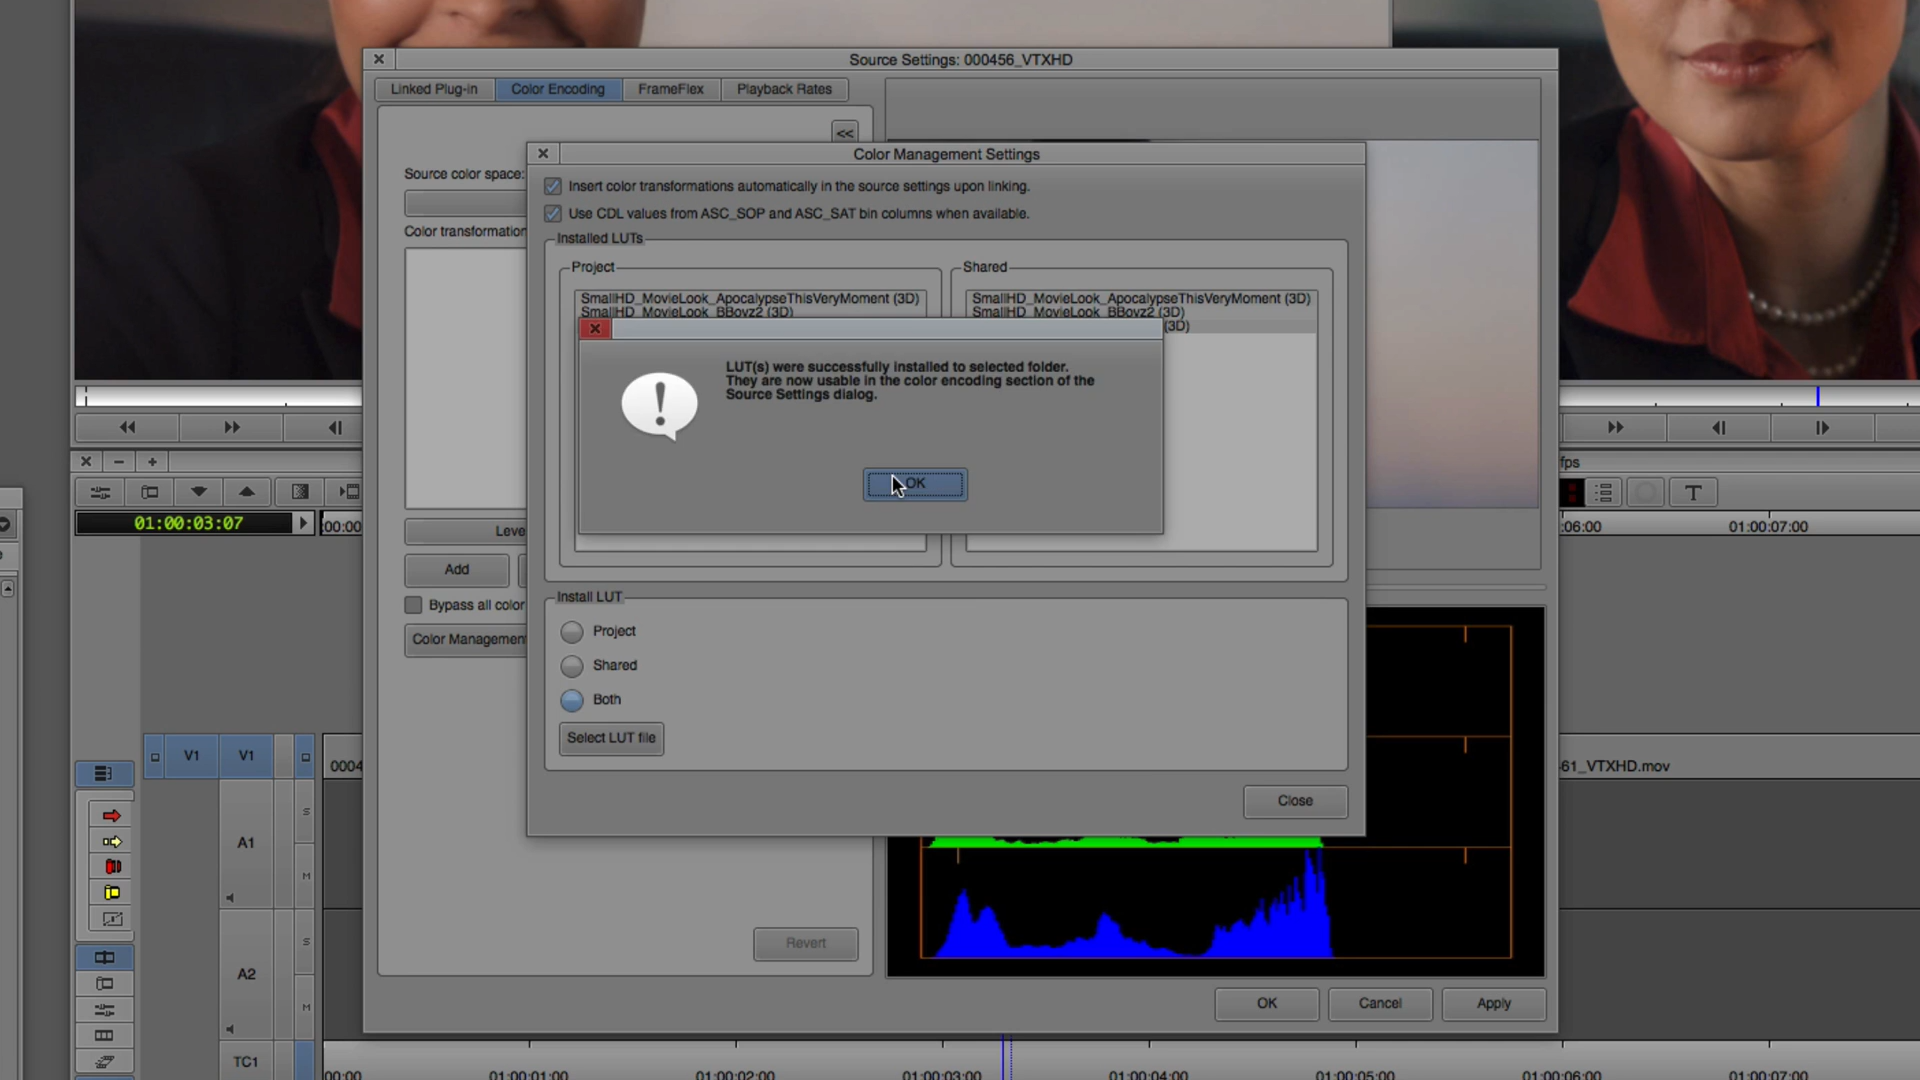 Source Settings: 000456_VTXHD
Linked Plug-in
Color Encoding
FrameFlex
Playback Rates
<<
Source color space:
Color transformation
Color Management Settings
Insert color transformations automatically in the source settings upon linking.
Use CDL values from ASC_SOP and ASC_SAT bin columns when available.
Installed LUTs
Project
Shared
SmallHD_MovieLook_ApocalypseThisVeryMoment (3D)
SmallHD_MovieLook_BBoyz2 (3D)
SmallHD_MovieLook_ApocalypseThisVeryMoment (3D)
SmallHD_MovieLook_BBoyz2 (3D)
(3D)
LUT(s) were successfully installed to selected folder.
They are now usable in the color encoding section of the
Source Settings dialog.
OK
Leve
Add
Bypass all color
Color Management
Install LUT
Project
Shared
Both
Select LUT file
Close
Revert
OK
Cancel
Apply
fps
T
01:00:03:07
:00:00
:06:00
01:00:07:00
V1
V1
0004
61_VTXHD.mov
S
A1
M
S
A2
M
TC1
00:00
01:00:01:00
01:00:02:00
01:00:03:00
01:00:04:00
01:00:05:00
01:00:06:00
01:00:07:00